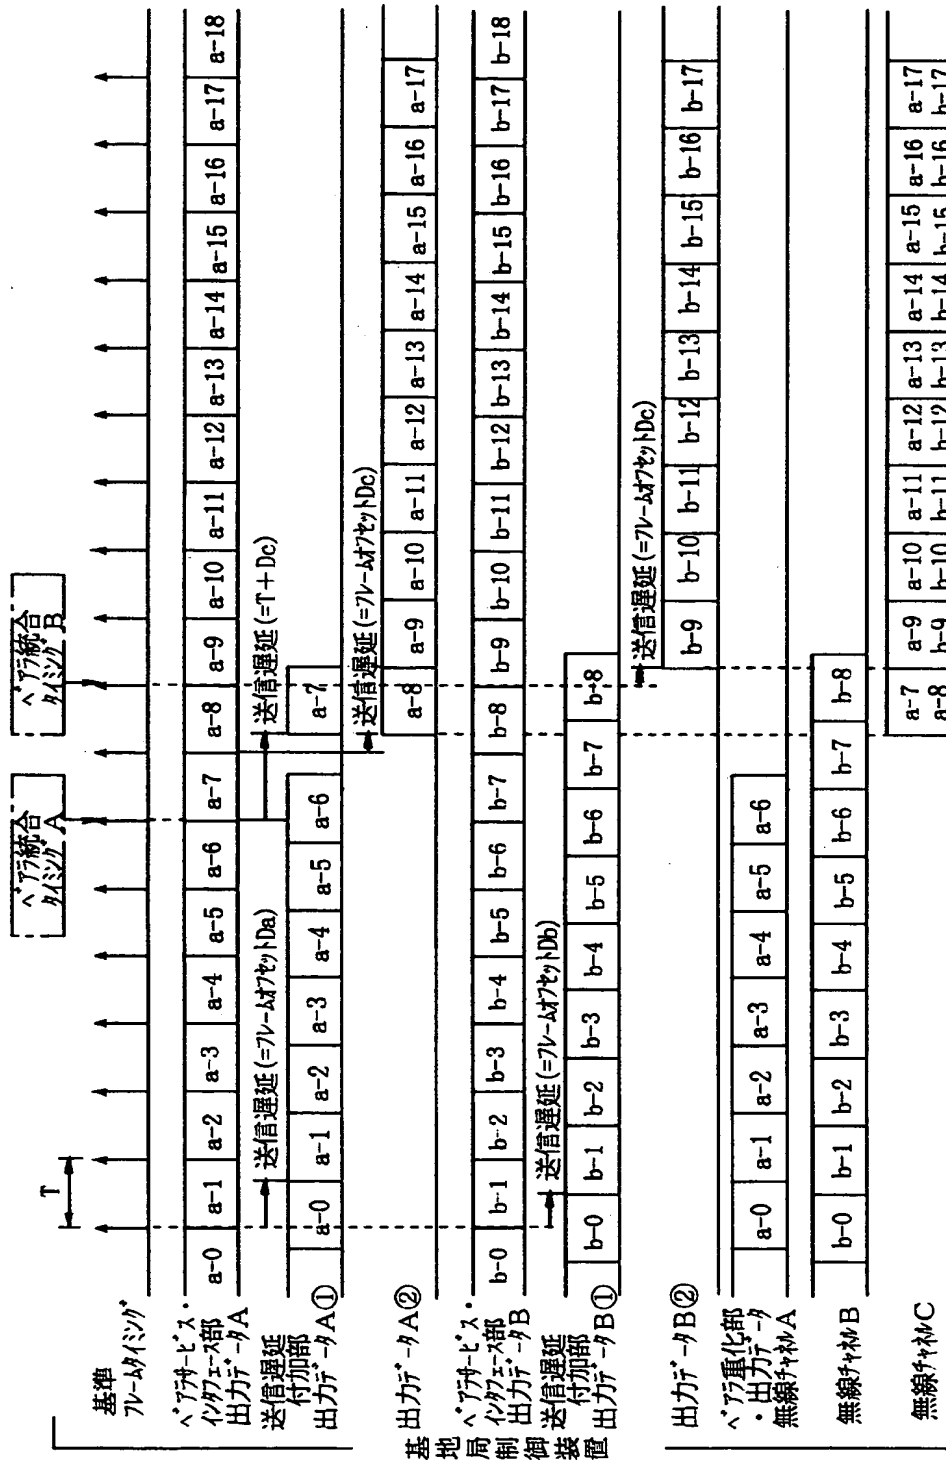 ベアラ統合
タイミングA
ベアラ統合
タイミングB
基準
フレームタイミング
T
ベアラサービス・
インタフェース部
出力データA
a-0 a-1 a-2 a-3 a-4 a-5 a-6 a-7 a-8 a-9 a-10 a-11 a-12 a-13 a-14 a-15 a-16 a-17 a-18
送信遅延(=フレームオフセットDa)
送信遅延(=T+Dc)
送信遅延
付加部
出力データA①
a-0 a-1 a-2 a-3 a-4 a-5 a-6 a-7
送信遅延(=フレームオフセットDc)
出力データA②
a-8 a-9 a-10 a-11 a-12 a-13 a-14 a-15 a-16 a-17
基地局制御装置
ベアラサービス・
インタフェース部
出力データB
b-0 b-1 b-2 b-3 b-4 b-5 b-6 b-7 b-8 b-9 b-10 b-11 b-12 b-13 b-14 b-15 b-16 b-17 b-18
送信遅延(=フレームオフセットDb)
送信遅延
付加部
出力データB①
b-0 b-1 b-2 b-3 b-4 b-5 b-6 b-7 b-8
送信遅延(=フレームオフセットDc)
出力データB②
b-9 b-10 b-11 b-12 b-13 b-14 b-15 b-16 b-17
ベアラ重化部
・出力データ
無線チャネルA
a-0 a-1 a-2 a-3 a-4 a-5 a-6
無線チャネルB
b-0 b-1 b-2 b-3 b-4 b-5 b-6 b-7 b-8
無線チャネルC
a-7 a-9 a-10 a-11 a-12 a-13 a-14 a-15 a-16 a-17
a-8 b-9 b-10 b-11 b-12 b-13 b-14 b-15 b-16 b-17